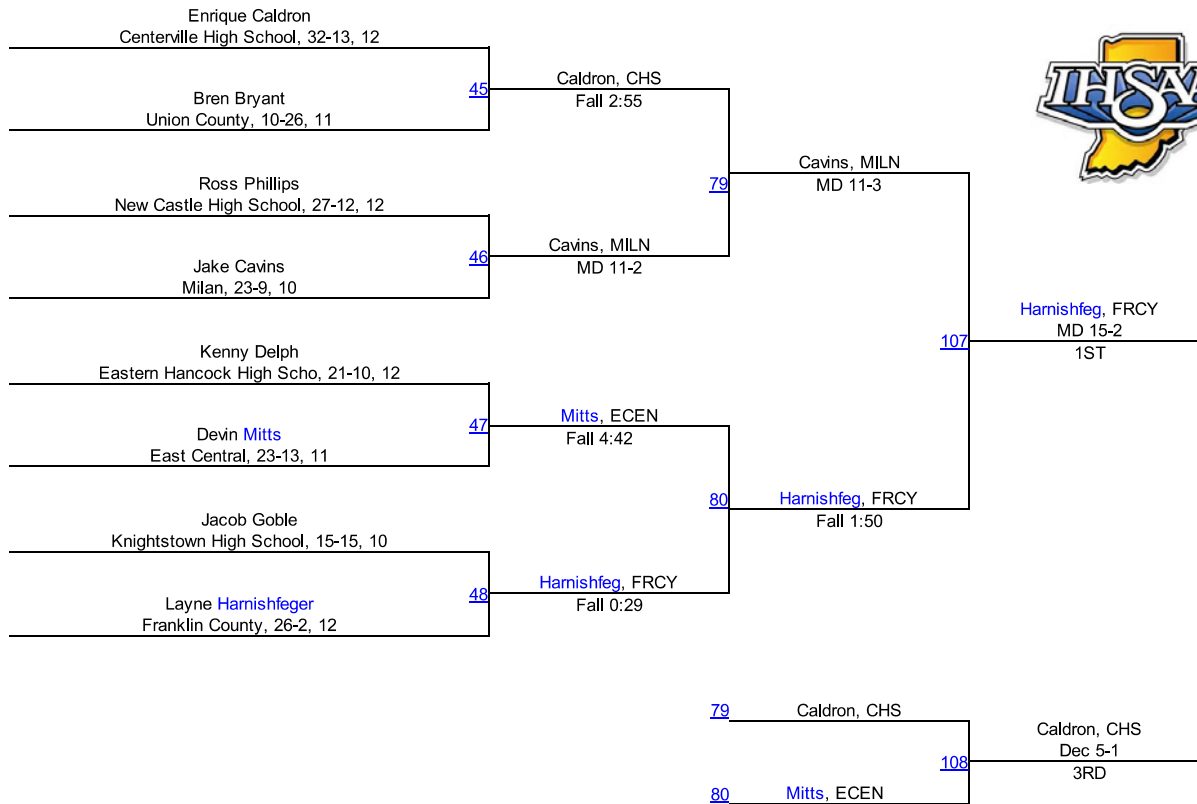 Enrique Caldron
Centerville High School, 32-13, 12
45
Bren Bryant
Union County, 10-26, 11
Caldron, CHS
Fall 2:55
Ross Phillips
New Castle High School, 27-12, 12
46
Jake Cavins
Milan, 23-9, 10
Cavins, MILN
MD 11-2
79
Cavins, MILN
MD 11-3
Kenny Delph
Eastern Hancock High Scho, 21-10, 12
47
Devin Mitts
East Central, 23-13, 11
Mitts, ECEN
Fall 4:42
Jacob Goble
Knightstown High School, 15-15, 10
48
Layne Harnishfeger
Franklin County, 26-2, 12
Harnishfeg, FRCY
Fall 0:29
80
Harnishfeg, FRCY
Fall 1:50
107
Harnishfeg, FRCY
MD 15-2
1ST
79
Caldron, CHS
80
Mitts, ECEN
108
Caldron, CHS
Dec 5-1
3RD
IHSAA